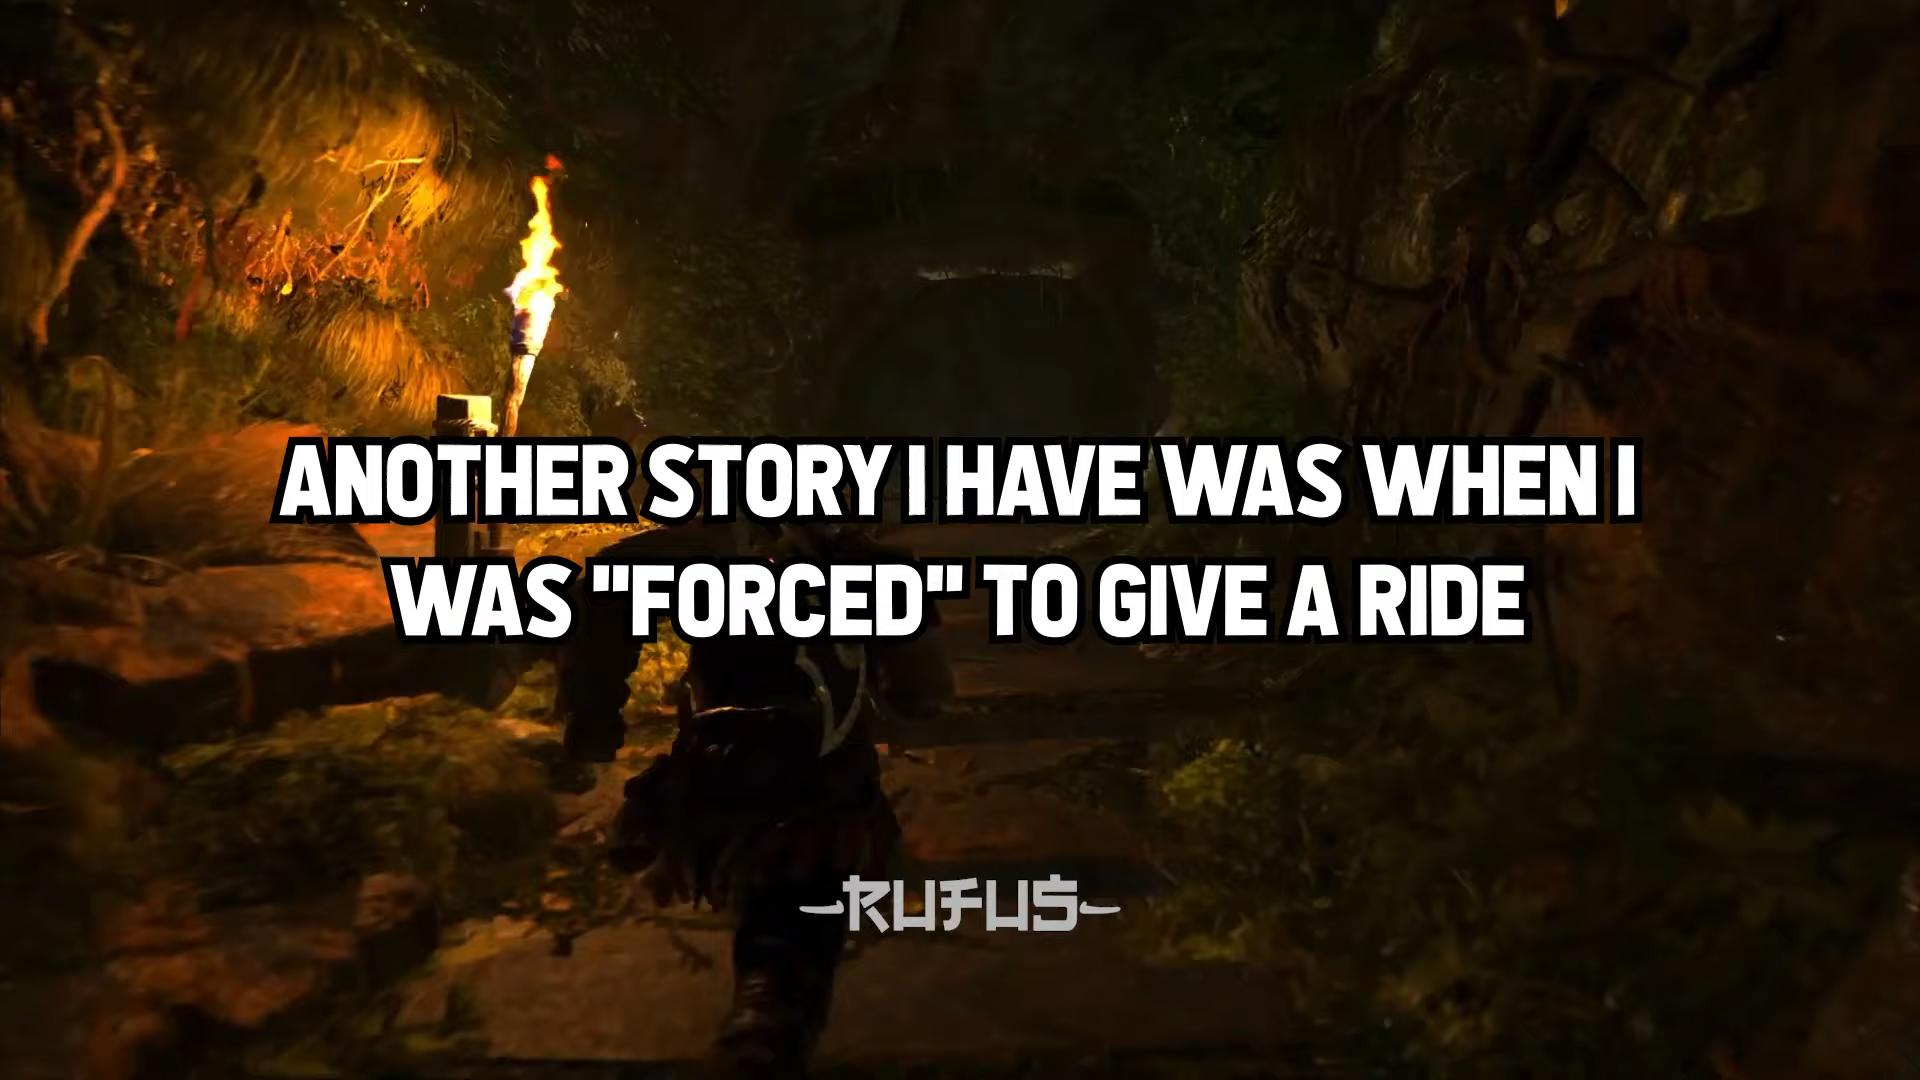 ANOTHER STORY I HAVE WAS WHEN I
WAS "FORCED" TO GIVE A RIDE
-RUFUS-